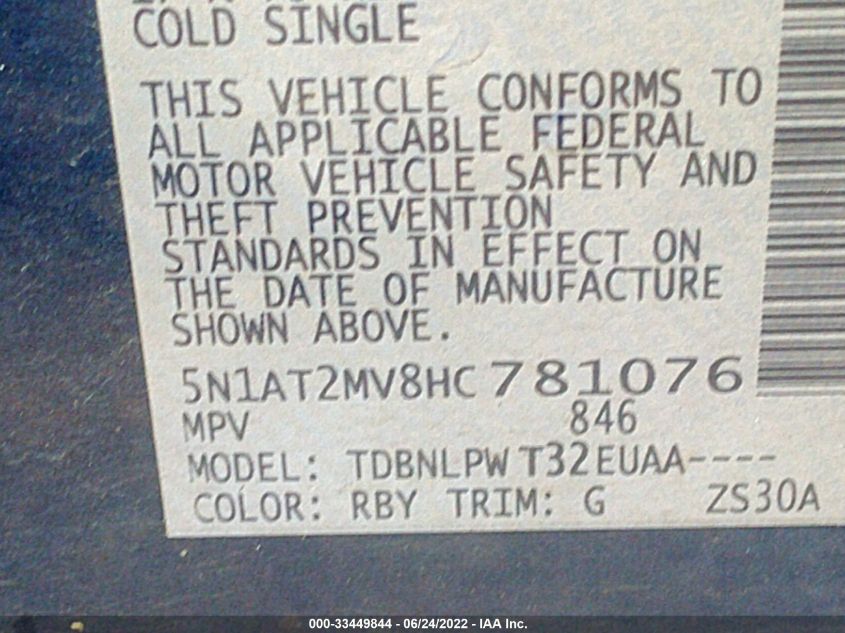 COLD SINGLE
THIS VEHICLE CONFORMS TO
ALL APPLICABLE FEDERAL
MOTOR VEHICLE SAFETY AND
THEFT PREVENTION
STANDARDS IN EFFECT ON
THE DATE OF MANUFACTURE
SHOWN ABOVE.
5N1AT2MV8HC781076
MPV 846
MODEL: TDBNLPW T32EUAA----
COLOR: RBY TRIM: G ZS30A
000-33449844 - 06/24/2022 - IAA Inc.